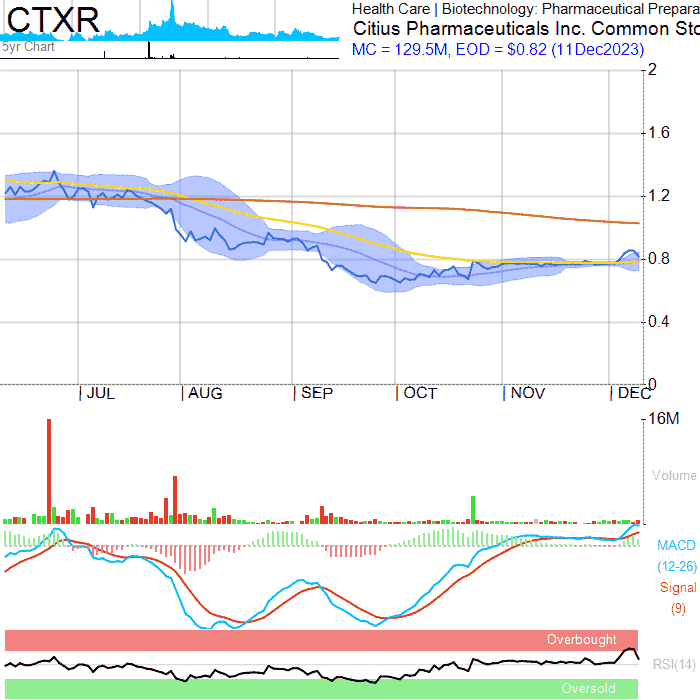 CTXR
5yr Chart
Health Care | Biotechnology: Pharmaceutical Prepara
Citius Pharmaceuticals Inc. Common Sto
MC = 129.5M, EOD = $0.82 (11Dec2023)
2
1.6
1.2
0.8
0.4
0
| JUL | AUG | SEP | OCT | NOV | DEC
16M
Volume
MACD
(12-26)
Signal
(9)
Overbought
RSI(14)
Oversold